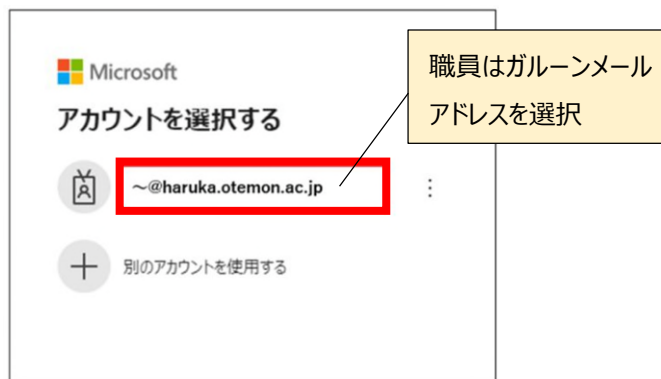 Microsoft
アカウントを選択する
～@haruka.otemon.ac.jp
別のアカウントを使用する
職員はガルーンメール
アドレスを選択